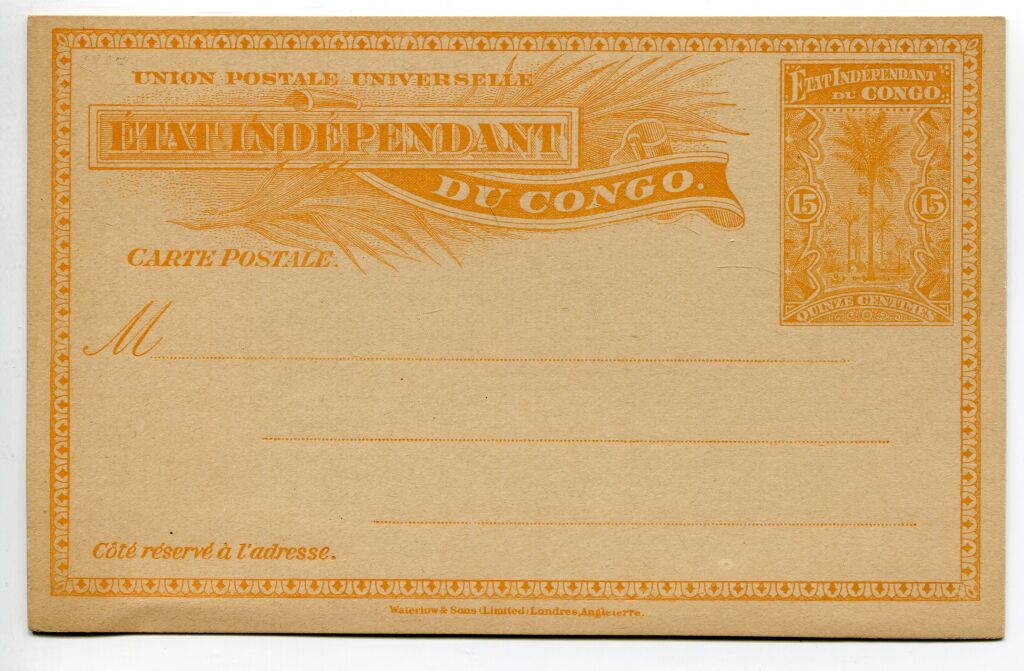 UNION POSTALE UNIVERSELLE
ÉTAT INDÉPENDANT
DU CONGO.
CARTE POSTALE.
ÉTAT INDÉPENDANT
DU CONGO.
15 15
QUINZE CENTIMES
M
Côté réservé à l'adresse.
Waterlow & Sons (Limited) Londres, Angleterre.